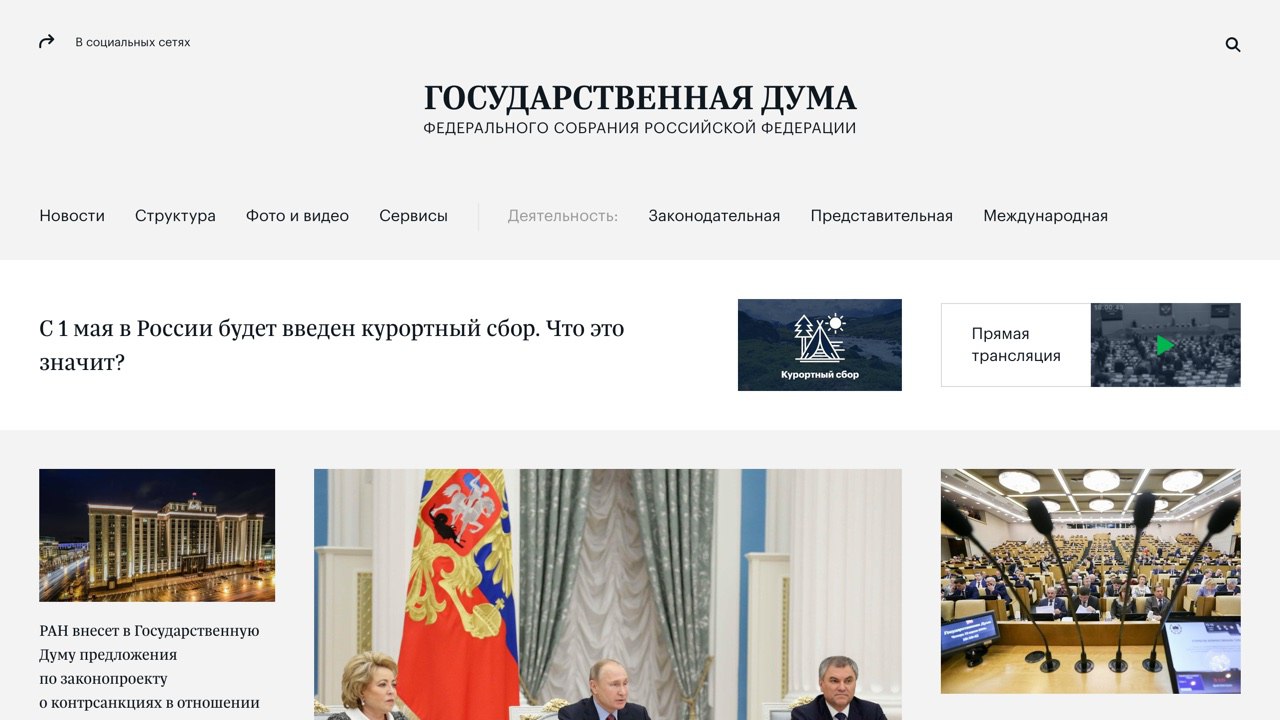 В социальных сетях
ГОСУДАРСТВЕННАЯ ДУМА
ФЕДЕРАЛЬНОГО СОБРАНИЯ РОССИЙСКОЙ ФЕДЕРАЦИИ
Новости
Структура
Фото и видео
Сервисы
Деятельность:
Законодательная
Представительная
Международная
С 1 мая в России будет введен курортный сбор. Что это
значит?
Курортный сбор
Прямая
трансляция
РАН внесет в Государственную
Думу предложения
по законопроекту
о контрсанкциях в отношении